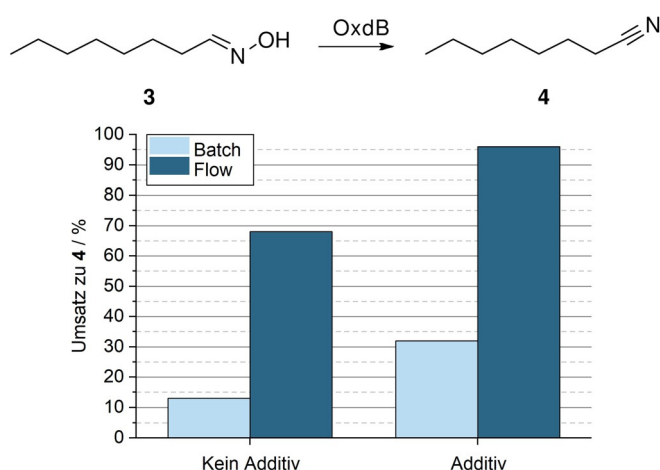 OxdB
OH
N
N
3
4
100
90
80
70
60
50
40
30
20
10
0
Umsatz zu 4 / %
Batch
Flow
Kein Additiv
Additiv